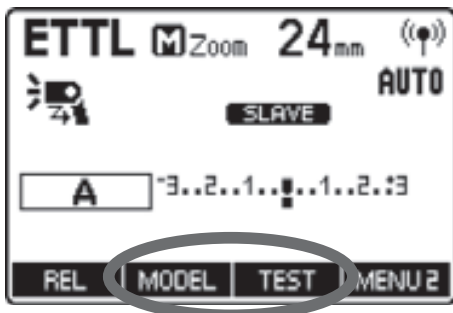 ETTL M Zoom 24mm
AUTO
SLAVE
A -3..2..1..0..1..2..+3
REL MODEL TEST MENU 2